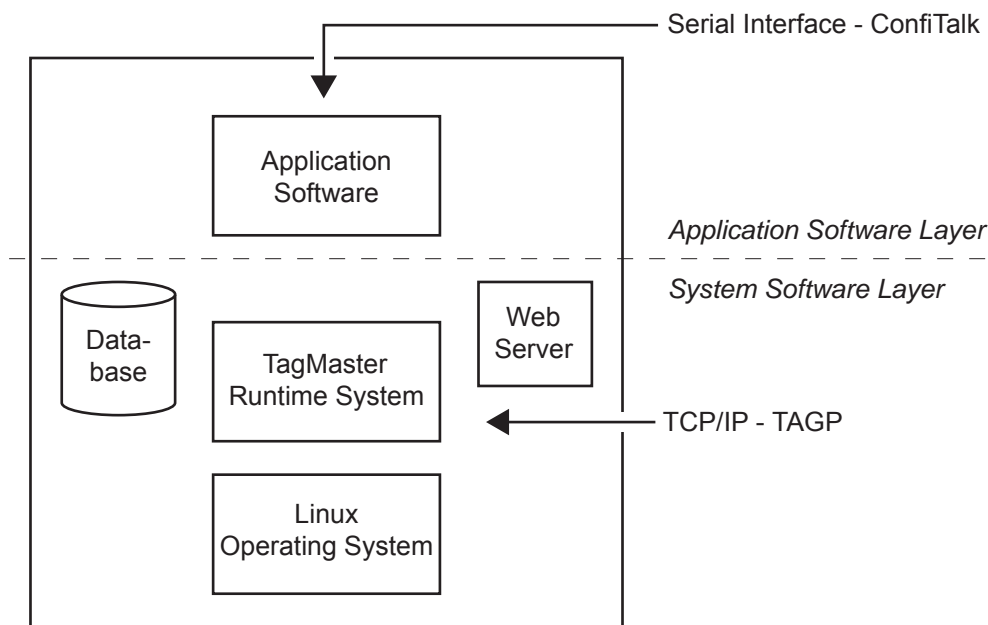 Serial Interface - ConfiTalk
Application
Software
Application Software Layer
System Software Layer
Data-
base
Web
Server
TagMaster
Runtime System
TCP/IP - TAGP
Linux
Operating System